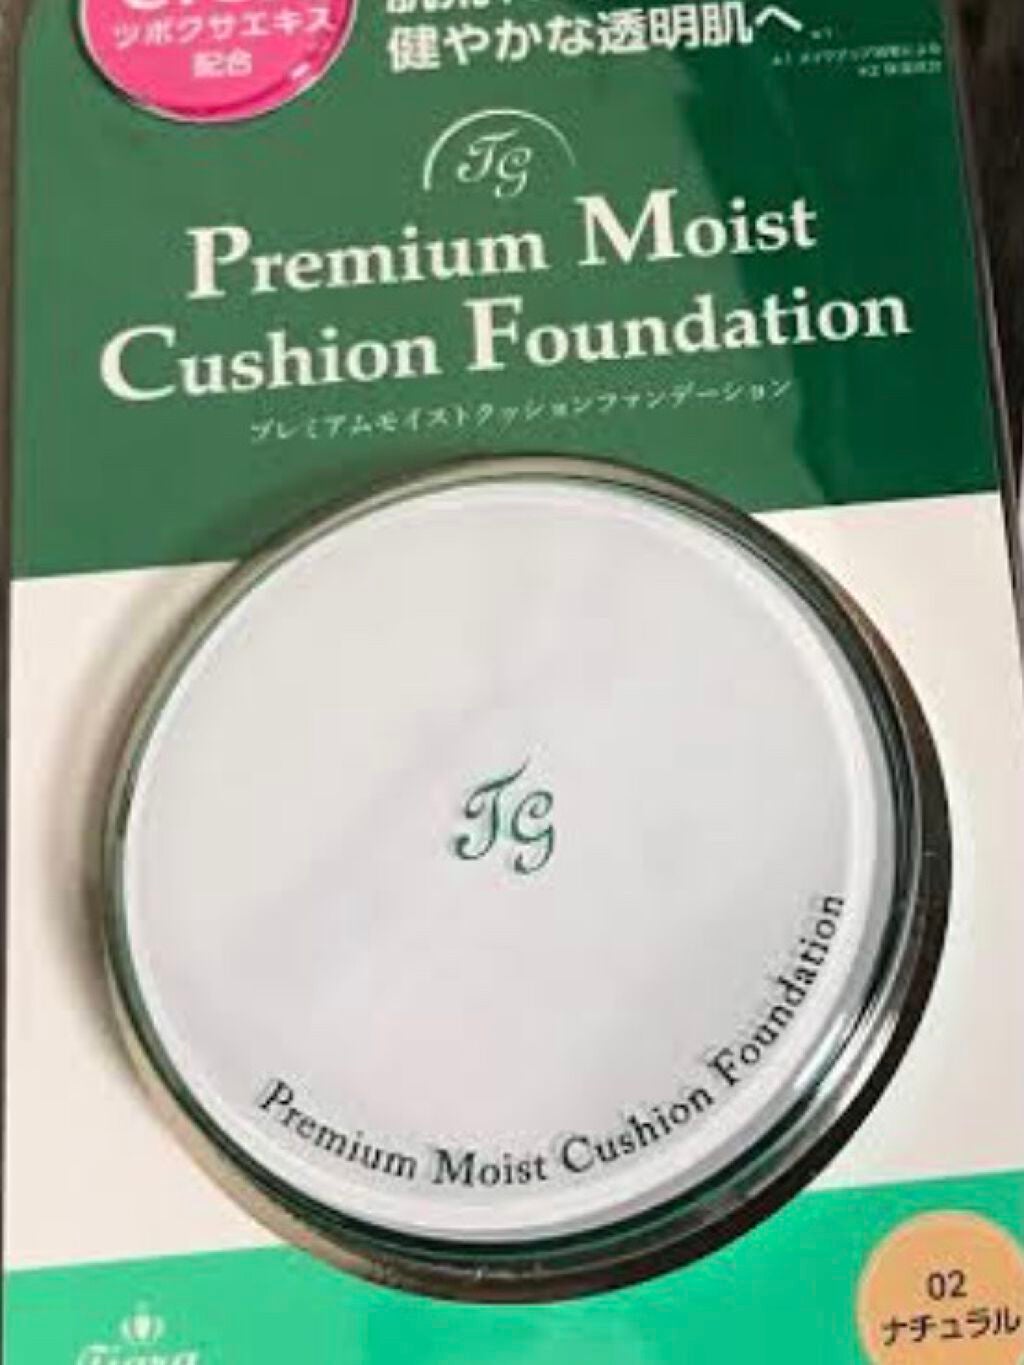 ツボクサエキス
配合
健やかな透明肌へ
TG
Premium Moist
Cushion Foundation
プレミアムモイストクッションファンデーション
TG
Premium Moist Cushion Foundation
02
ナチュラル